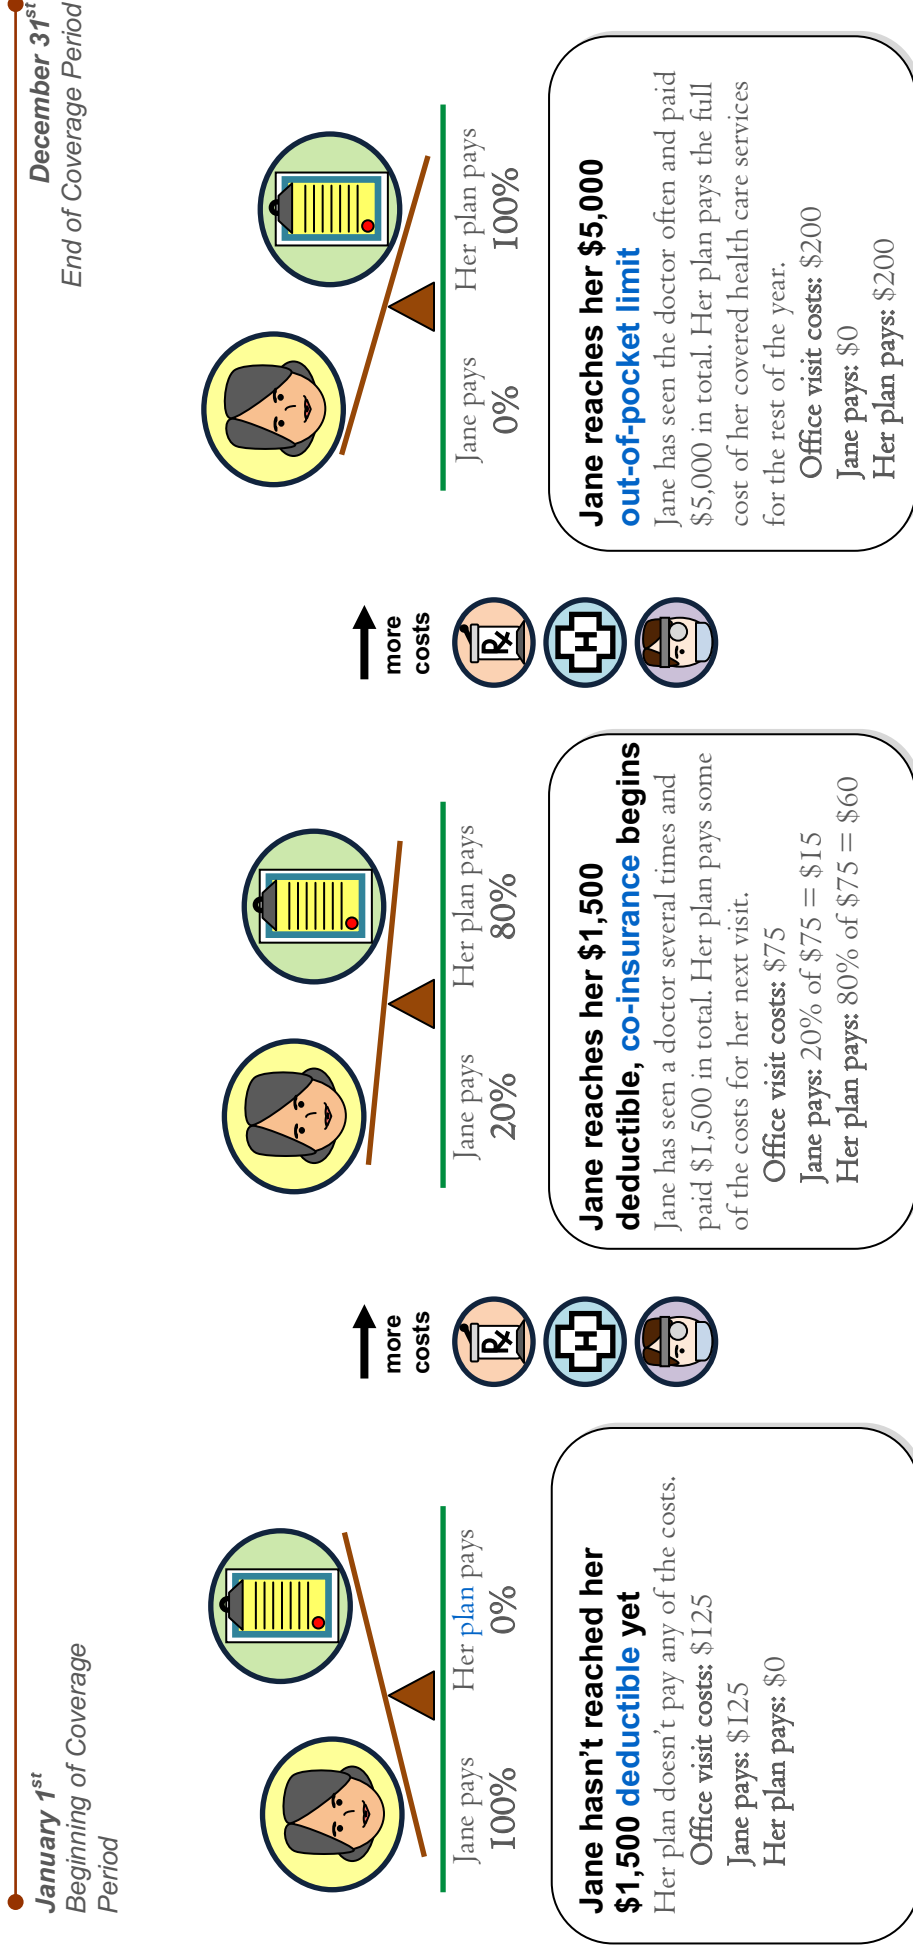 January 1st
Beginning of Coverage
Period
December 31st
End of Coverage Period
Jane pays
100%
Her plan pays
0%
more
costs
Rx
H
Jane pays
20%
Her plan pays
80%
more
costs
Rx
H
Jane pays
0%
Her plan pays
100%
Jane hasn’t reached her
$1,500 deductible yet
Her plan doesn’t pay any of the costs.
Office visit costs: $125
Jane pays: $125
Her plan pays: $0
Jane reaches her $1,500
deductible, co-insurance begins
Jane has seen a doctor several times and
paid $1,500 in total. Her plan pays some
of the costs for her next visit.
Office visit costs: $75
Jane pays: 20% of $75 = $15
Her plan pays: 80% of $75 = $60
Jane reaches her $5,000
out-of-pocket limit
Jane has seen the doctor often and paid
$5,000 in total. Her plan pays the full
cost of her covered health care services
for the rest of the year.
Office visit costs: $200
Jane pays: $0
Her plan pays: $200